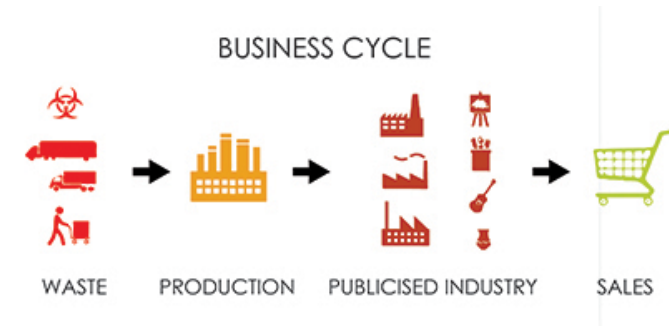 BUSINESS CYCLE
WASTE
PRODUCTION
PUBLICISED INDUSTRY
SALES